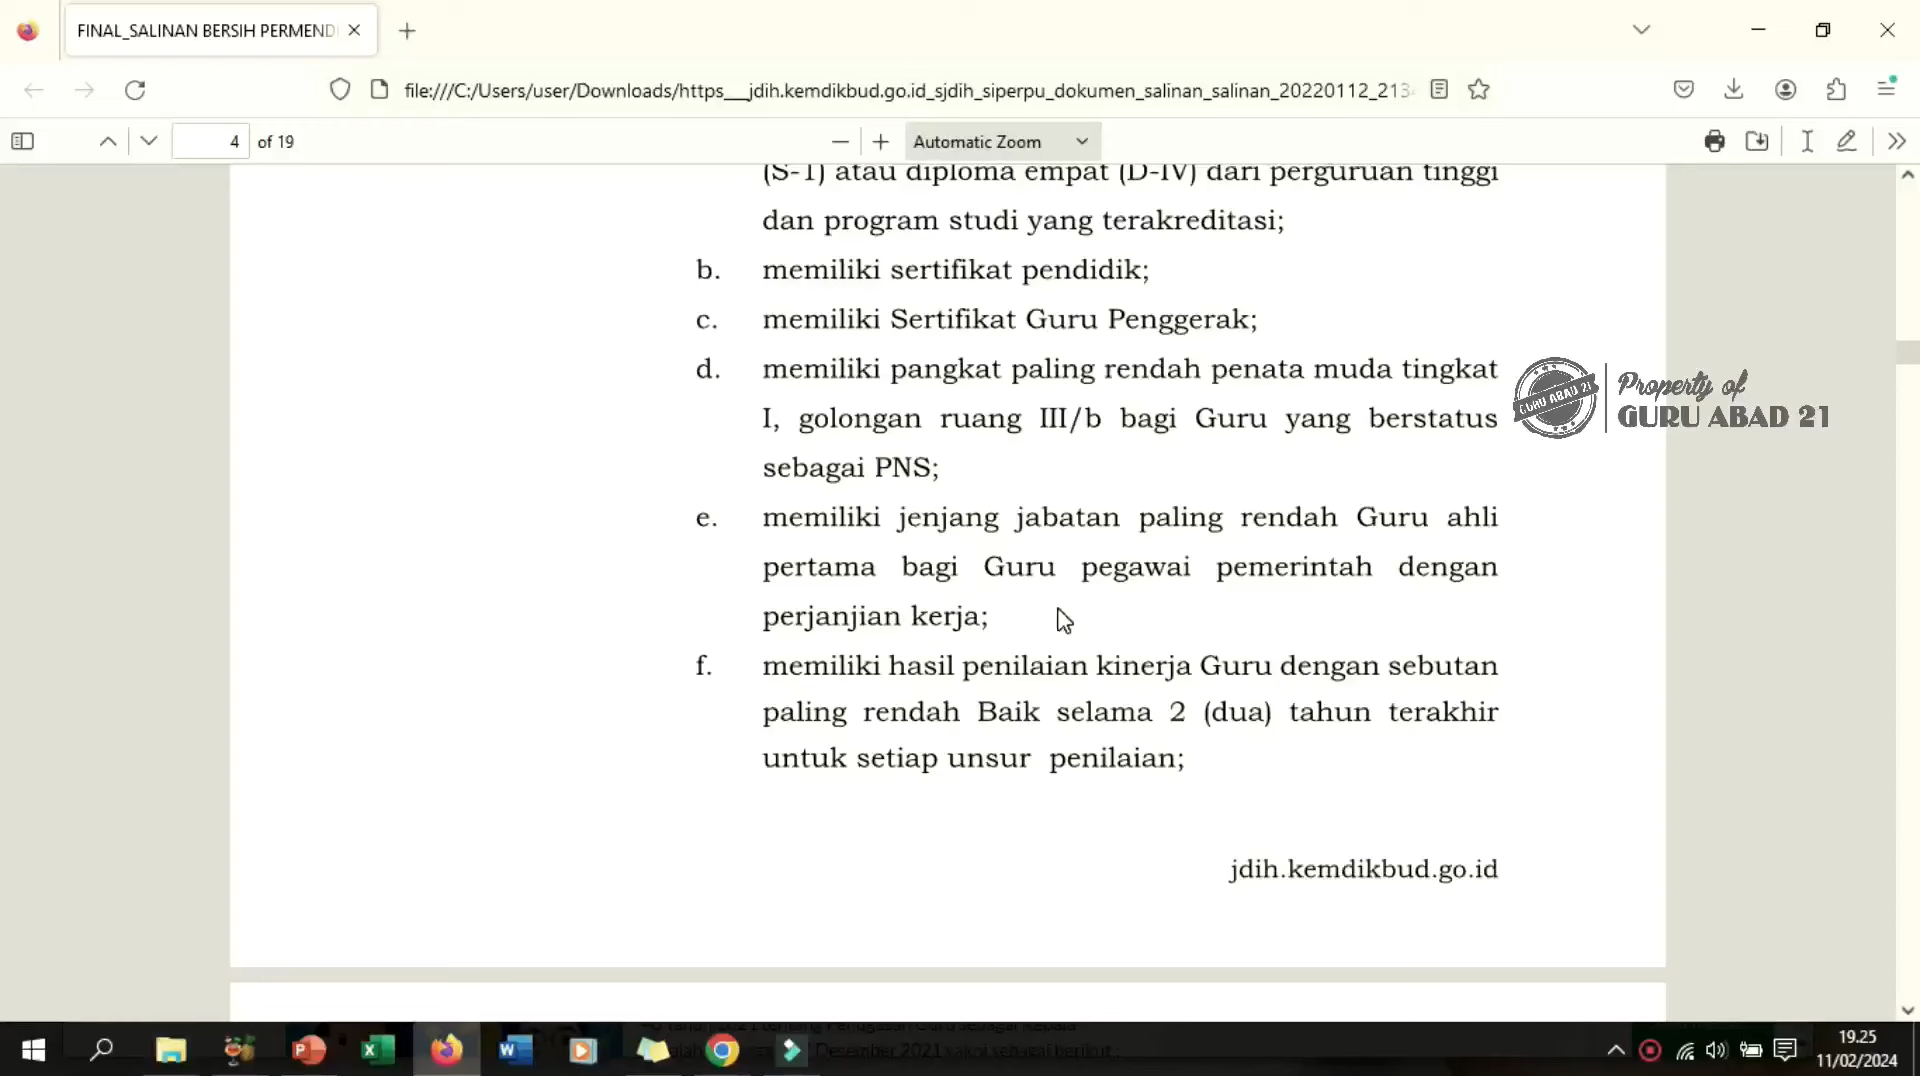 FINAL_SALINAN BERSIH PERMEND
file:///C:/Users/user/Downloads/https__jdih.kemdikbud.go.id_sjdih_siperpu_dokumen_salinan_salinan_20220112_213
4 of 19
Automatic Zoom
(S-1) atau diploma empat (D-IV) dari perguruan tinggi
dan program studi yang terakreditasi;
b. memiliki sertifikat pendidik;
c. memiliki Sertifikat Guru Penggerak;
d. memiliki pangkat paling rendah penata muda tingkat
I, golongan ruang III/b bagi Guru yang berstatus
sebagai PNS;
GURU ABAD 21
Property of
GURU ABAD 21
e. memiliki jenjang jabatan paling rendah Guru ahli
pertama bagi Guru pegawai pemerintah dengan
perjanjian kerja;
f. memiliki hasil penilaian kinerja Guru dengan sebutan
paling rendah Baik selama 2 (dua) tahun terakhir
untuk setiap unsur penilaian;
jdih.kemdikbud.go.id
19.25
11/02/2024